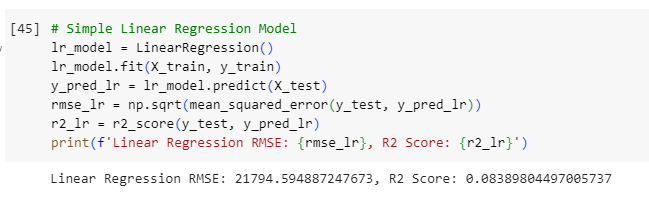 [45] # Simple Linear Regression Model
lr_model = LinearRegression()
lr_model.fit(X_train, y_train)
y_pred_lr = lr_model.predict(X_test)
rmse_lr = np.sqrt(mean_squared_error(y_test, y_pred_lr))
r2_lr = r2_score(y_test, y_pred_lr)
print(f'Linear Regression RMSE: {rmse_lr}, R2 Score: {r2_lr}')
Linear Regression RMSE: 21794.594887247673, R2 Score: 0.08389804497005737